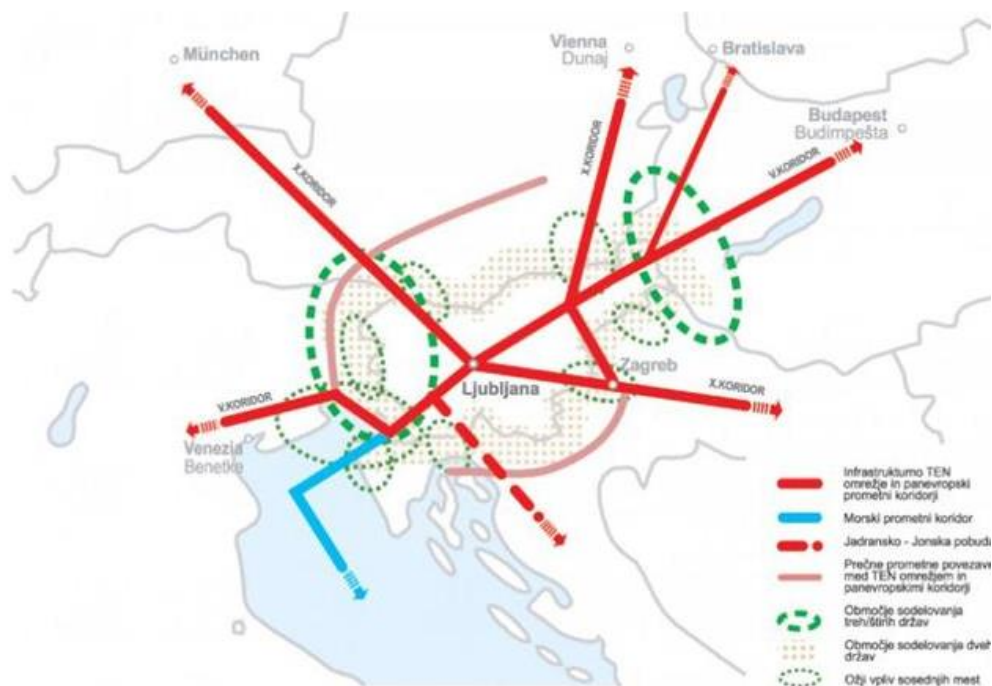 München
Vienna
Dunaj
Bratislava
Budapest
Budimpešta
X.KORIDOR
X.KORIDOR
V.KORIDOR
Ljubljana
Zagreb
X.KORIDOR
V.KORIDOR
Venezia
Benetke
Infrastrukturno TEN
omrežje in panevropski
prometni koridorji
Morski prometni koridor
Jadransko - Jonska pobuda
Prečne prometne povezave
med TEN omrežjem in
panevropskimi koridorji
Območje sodelovanja
treh/štirih držav
Območje sodelovanja dveh
držav
Ožji vpliv sosednjih mest